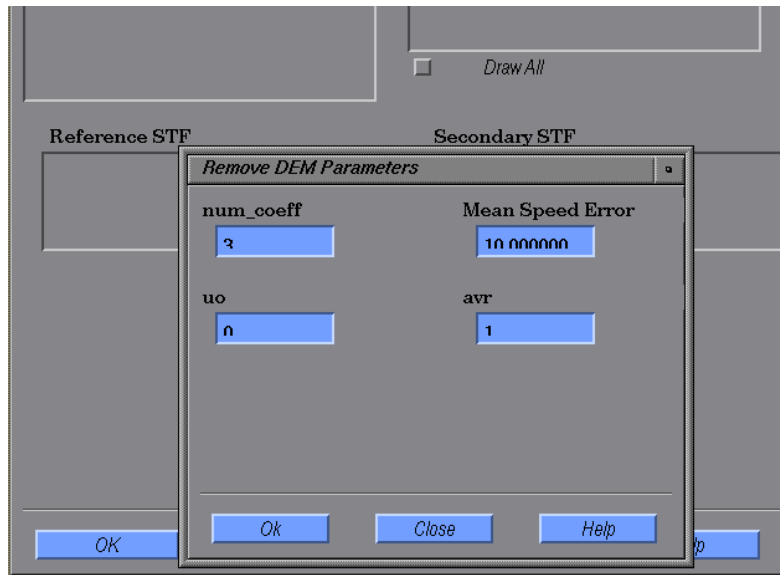 Draw All
Reference STF
Secondary STF
Remove DEM Parameters
num_coeff
Mean Speed Error
3
10.000000
uo
avr
0
1
Ok
Close
Help
OK
lp